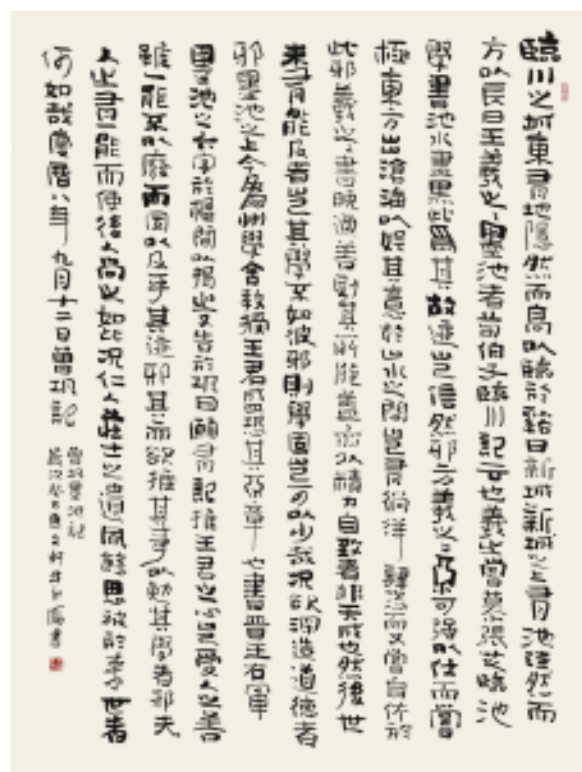 臨川之城東有地隱然而高以臨於谿曰新城新城之上有池窪然而
方以長曰王羲之之墨池者荀伯子臨川記云也羲之嘗慕張芝臨池
學書池水盡黑此爲其故迹豈信然邪方羲之之不可强以仕而嘗
極東方出滄海以娛其意於山水之間豈有徜徉肆恣而又嘗自休於
此邪羲之之書晚迺善則其所能蓋亦以精力自致者非天成也然後世
未有能及者豈其學不如彼邪則學固豈可以少哉況欲深造道德者
邪墨池之上今爲州學舍教授王君盛恐其不章也書晉王右軍
墨池之六字於楹間以揭之又告於巩曰願有記推王君之心豈愛人之善
雖一能不以廢而因以及乎其迹邪其亦欲推其事以勉其學者邪夫
人之有一能而使後人尚之如此況仁人莊士之遺風餘思被於來世者
何如哉慶曆八年九月十二日曾巩記
曾巩墨池記